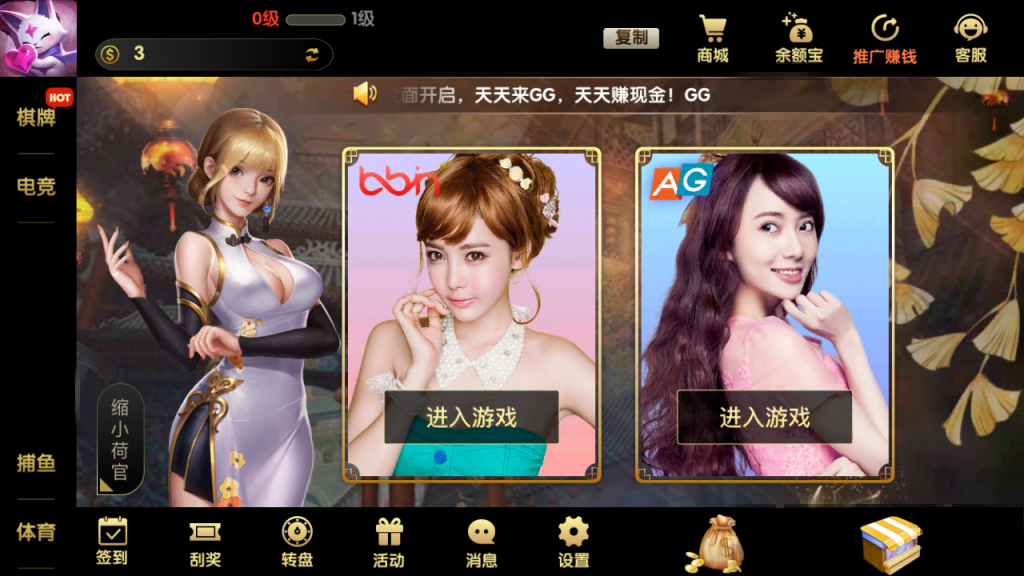 0级
1级
3
复制
商城
余额宝
推广赚钱
客服
HOT
棋牌
电竞
捕鱼
体育
面开启，天天来GG，天天赚现金！GG
bbin
AG
进入游戏
进入游戏
缩小荷官
签到
刮奖
转盘
活动
消息
设置